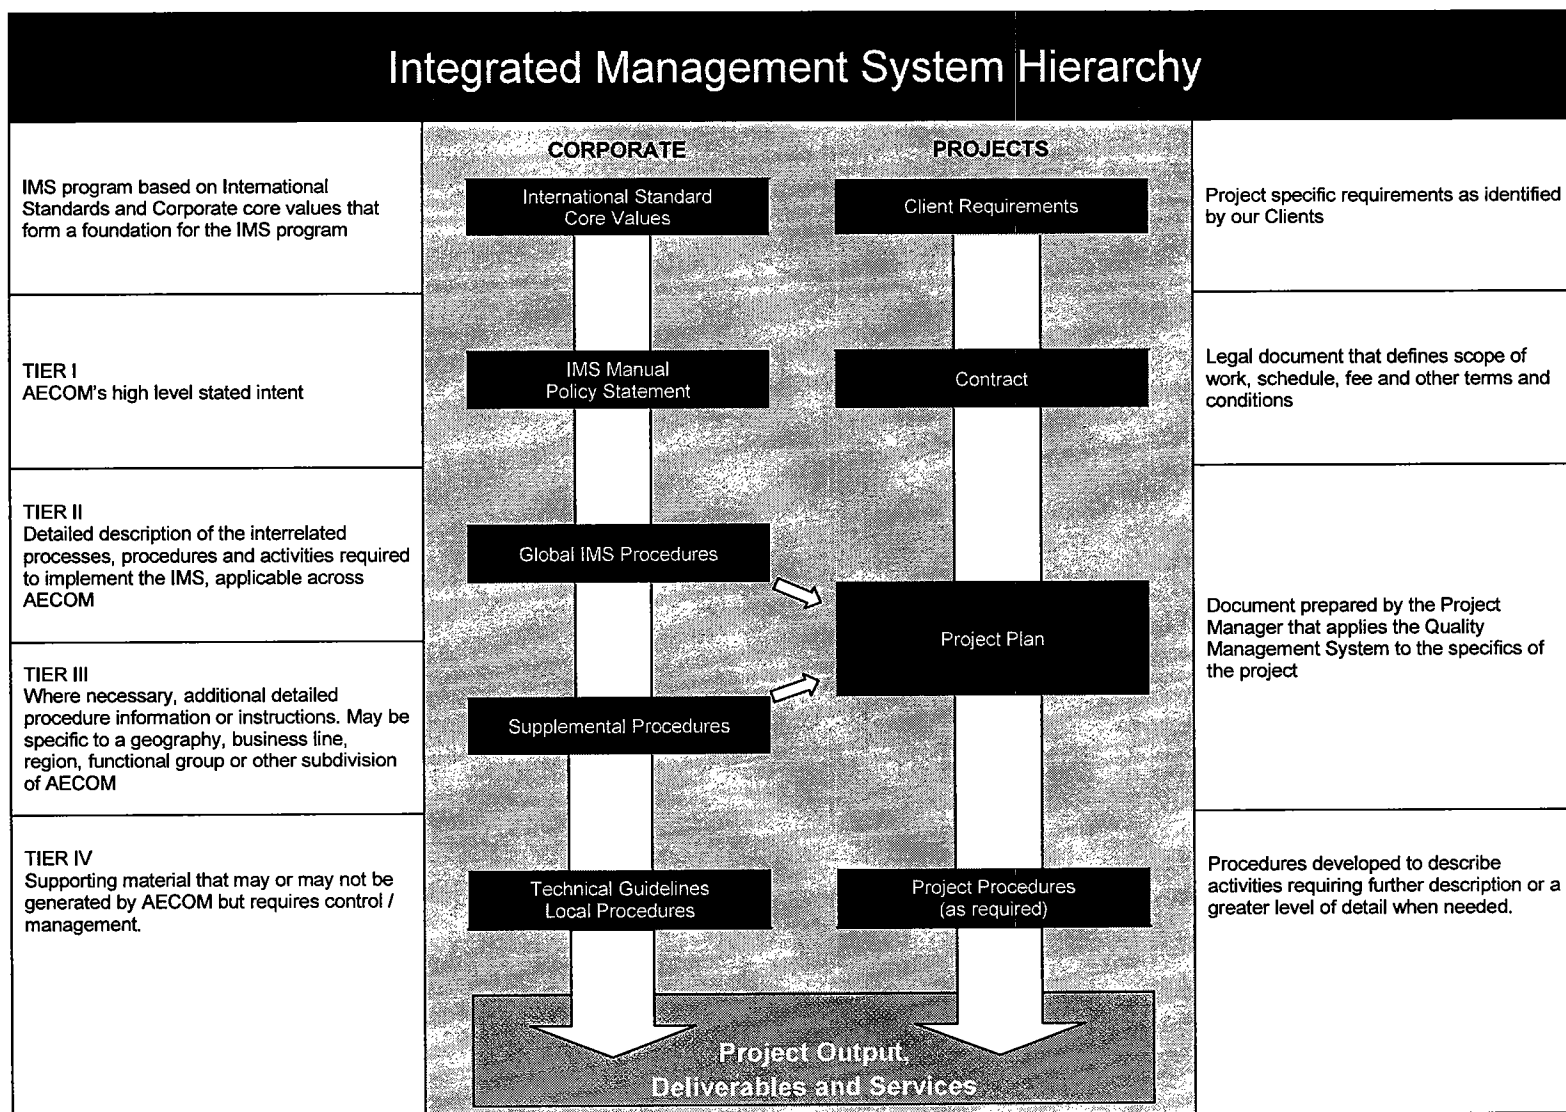 Integrated Management System Hierarchy
IMS program based on International
Standards and Corporate core values that
form a foundation for the IMS program
TIER I
AECOM's high level stated intent
TIER II
Detailed description of the interrelated
processes, procedures and activities required
to implement the IMS, applicable across
AECOM
TIER III
Where necessary, additional detailed
procedure information or instructions. May be
specific to a geography, business line,
region, functional group or other subdivision
of AECOM
TIER IV
Supporting material that may or may not be
generated by AECOM but requires control /
management.
CORPORATE
International Standard
Core Values
IMS Manual
Policy Statement
Global IMS Procedures
Supplemental Procedures
Technical Guidelines
Local Procedures
PROJECTS
Client Requirements
Contract
Project Plan
Project Procedures
(as required)
Project Output,
Deliverables and Services
Project specific requirements as identified
by our Clients
Legal document that defines scope of
work, schedule, fee and other terms and
conditions
Document prepared by the Project
Manager that applies the Quality
Management System to the specifics of
the project
Procedures developed to describe
activities requiring further description or a
greater level of detail when needed.